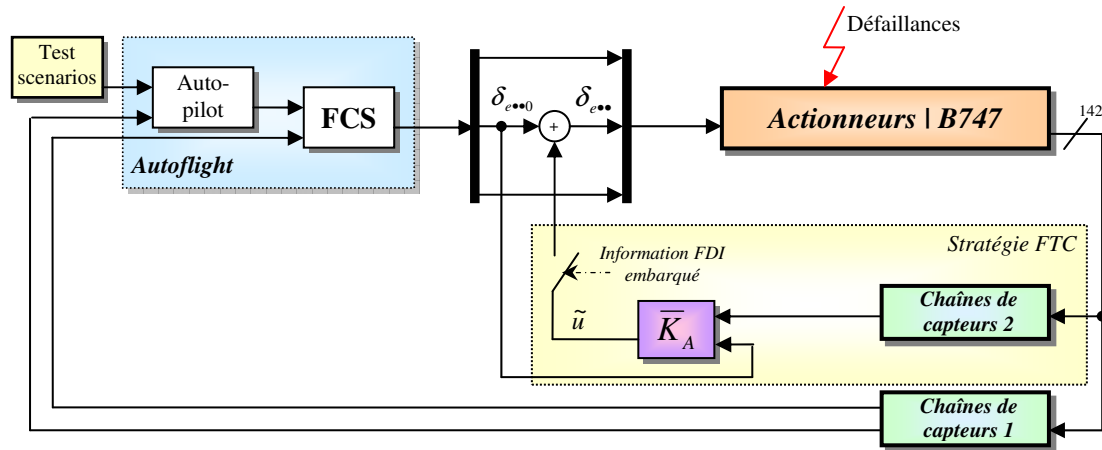 Défaillances
Test
scenarios
Auto-
pilot
FCS
Autoflight
δe••0
δe••
+
Actionneurs | B747
142
Stratégie FTC
Information FDI
embarqué
ũ
K̅A
Chaînes de
capteurs 2
Chaînes de
capteurs 1